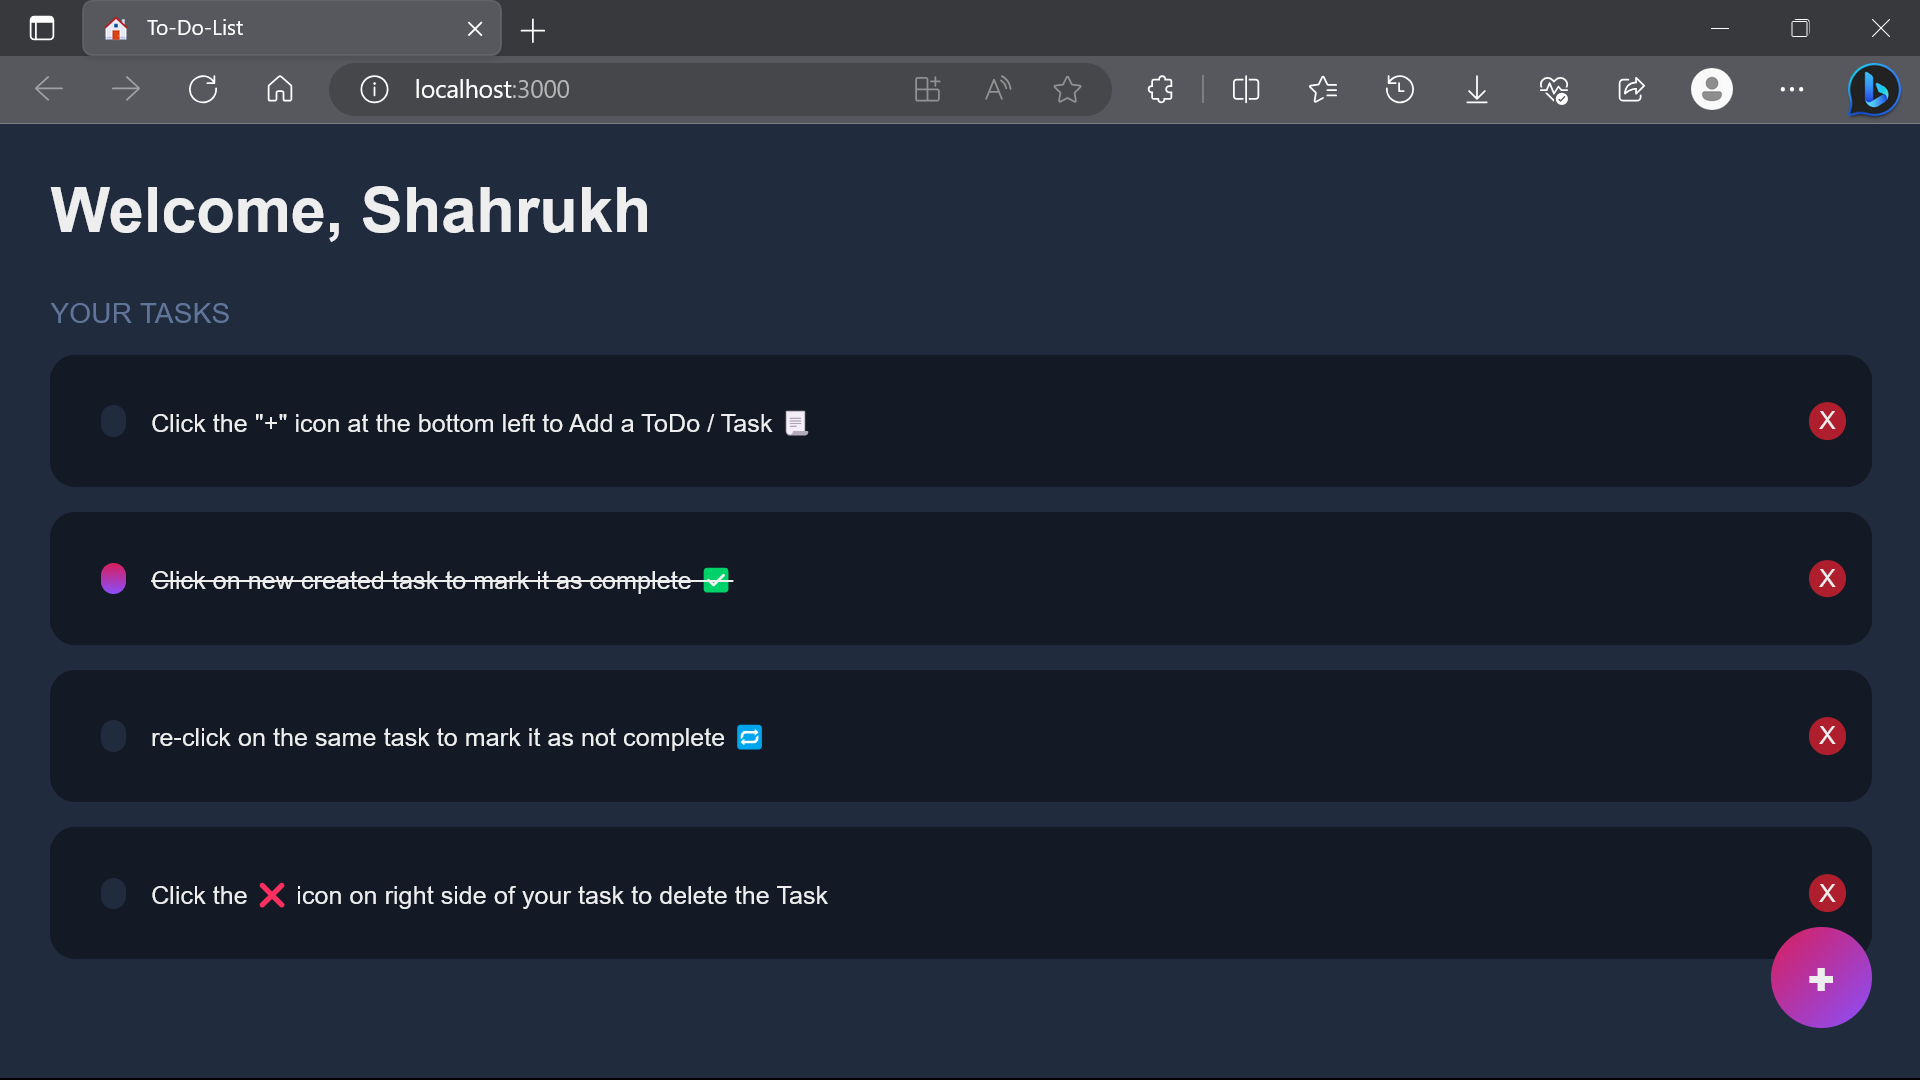 To-Do-List
localhost:3000
Welcome, Shahrukh
YOUR TASKS
Click the "+" icon at the bottom left to Add a ToDo / Task 📃
X
Click on new created task to mark it as complete ✅
X
re-click on the same task to mark it as not complete 🔁
X
Click the ❌ icon on right side of your task to delete the Task
X
+